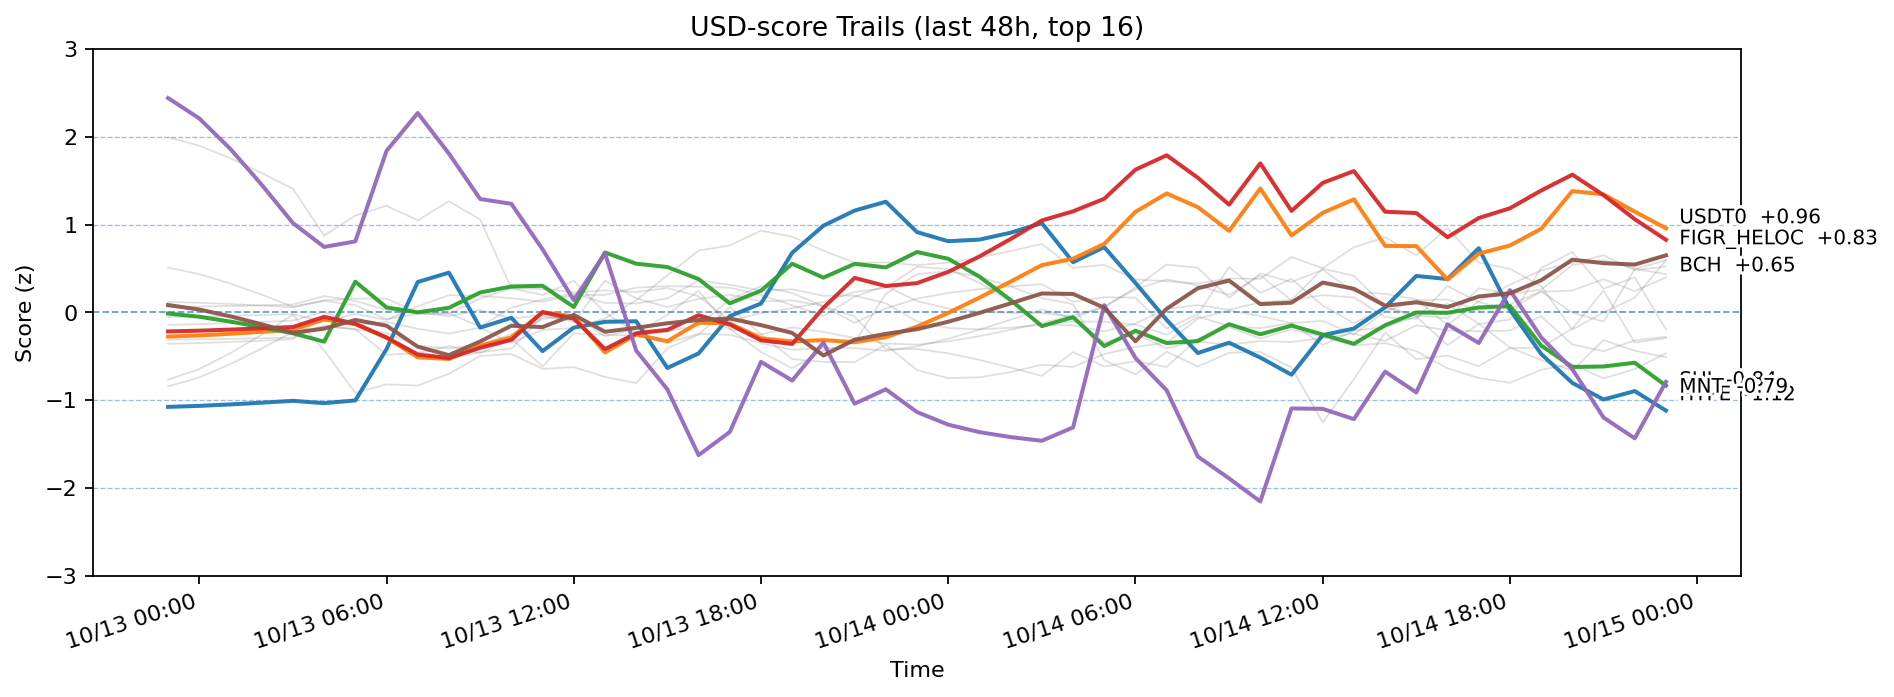 USD-score Trails (last 48h, top 16)
Score (z)
3
2
1
0
−1
−2
−3
USDT0 +0.96
FIGR_HELOC +0.83
BCH +0.65
MNT -0.79
10/13 00:00
10/13 06:00
10/13 12:00
10/13 18:00
10/14 00:00
10/14 06:00
10/14 12:00
10/14 18:00
10/15 00:00
Time